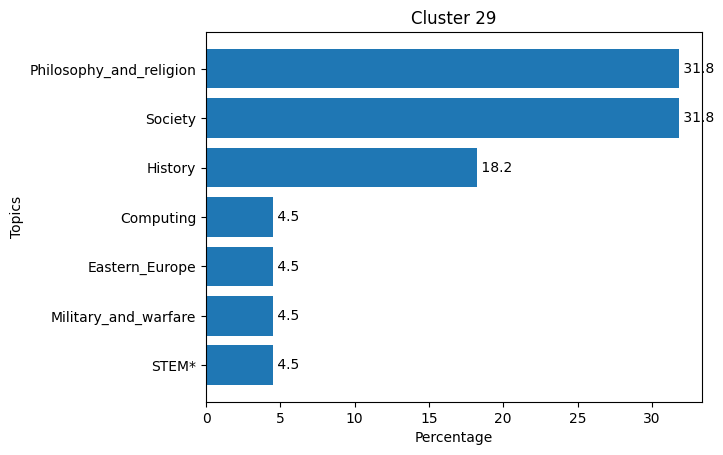 Cluster 29
Philosophy_and_religion 31.8
Society 31.8
History 18.2
Computing 4.5
Eastern_Europe 4.5
Military_and_warfare 4.5
STEM* 4.5
Topics
0 5 10 15 20 25 30
Percentage